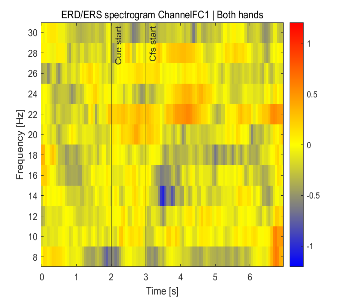 ERD/ERS spectrogram ChannelFC1 | Both hands
Frequency [Hz]
30
28
26
24
22
20
18
16
14
12
10
8
Cue start
Cfs start
1
0.5
0
-0.5
-1
0 1 2 3 4 5 6
Time [s]